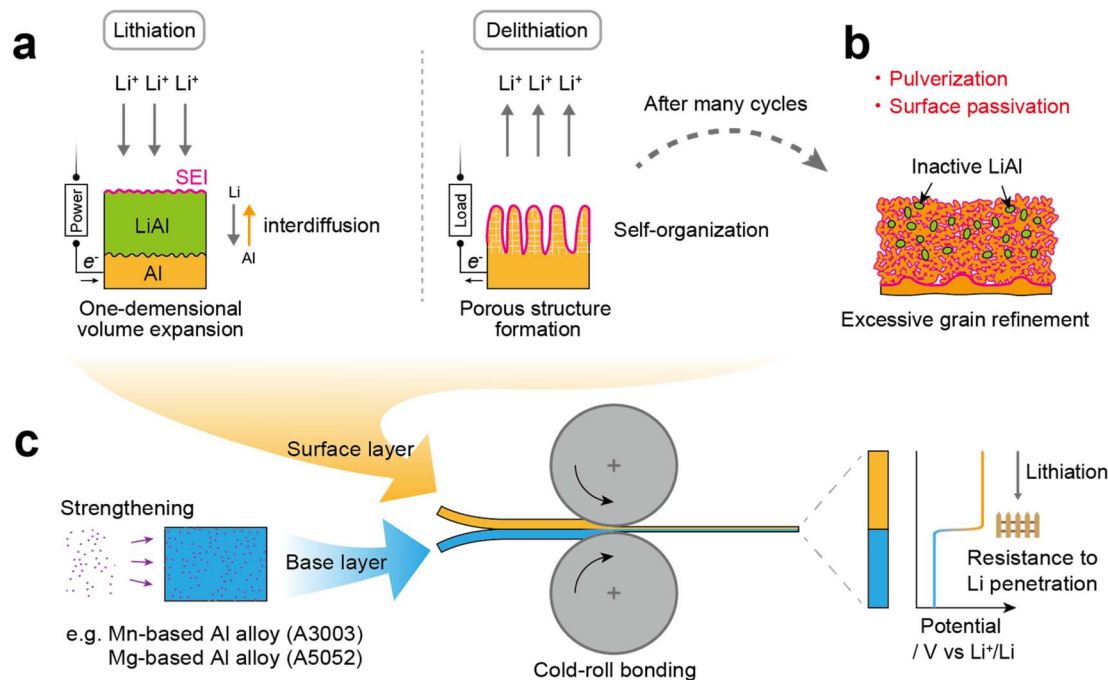 a
Lithiation
Li⁺ Li⁺ Li⁺
Power
SEI
LiAl
Al
e⁻
Li
Al
interdiffusion
One-demensional
volume expansion
Delithiation
Li⁺ Li⁺ Li⁺
Load
e⁻
Self-organization
Porous structure
formation
After many cycles
b
• Pulverization
• Surface passivation
Inactive LiAl
Excessive grain refinement
c
Surface layer
Strengthening
Base layer
e.g. Mn-based Al alloy (A3003)
Mg-based Al alloy (A5052)
Cold-roll bonding
Lithiation
Resistance to
Li penetration
Potential
/ V vs Li⁺/Li